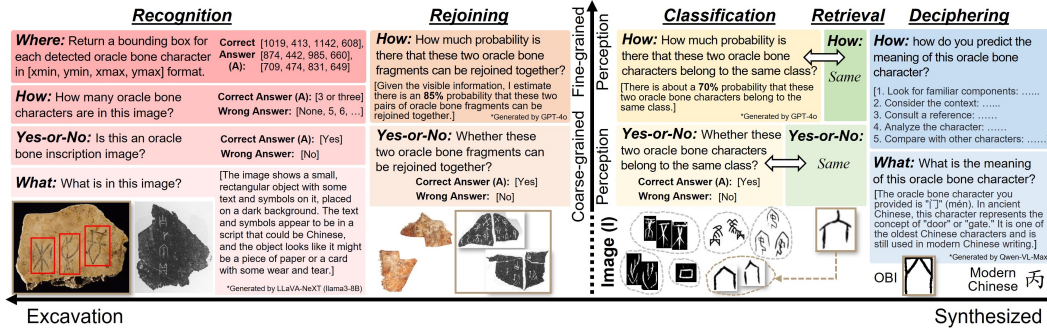 Recognition
Where: Return a bounding box for
each detected oracle bone character
in [xmin, ymin, xmax, ymax] format.
Correct
Answer
(A):
[1019, 413, 1142, 608],
[874, 442, 985, 660],
[709, 474, 831, 649]
How: How many oracle bone
characters are in this image?
Correct Answer (A): [3 or three]
Wrong Answer: [None, 5, 6, …]
Yes-or-No: Is this an oracle
bone inscription image?
Correct Answer (A): [Yes]
Wrong Answer: [No]
What: What is in this image?
[The image shows a small,
rectangular object with some
text and symbols on it, placed
on a dark background. The text
and symbols appear to be in a
script that could be Chinese,
and the object looks like it might
be a piece of paper or a card
with some wear and tear.]
*Generated by LLaVA-NeXT (llama3-8B)
Rejoining
How: How much probability is
there that these two oracle bone
fragments can be rejoined together?
[Given the visible information, I estimate
there is an 85% probability that these two
pairs of oracle bone fragments can be
rejoined together.]
*Generated by GPT-4o
Yes-or-No: Whether these
two oracle bone fragments can
be rejoined together?
Correct Answer (A): [Yes]
Wrong Answer: [No]
Fine-grained
Perception
Coarse-grained
Perception
Image (I)
Classification
How: How much probability is
there that these two oracle bone
characters belong to the same class?
[There is about a 70% probability that these
two oracle bone characters belong to the
same class.]
*Generated by GPT-4o
Yes-or-No: Whether these
two oracle bone characters
belong to the same class?
Correct Answer (A): [Yes]
Wrong Answer: [No]
Retrieval
How:
Same
Yes-or-No:
Same
Deciphering
How: how do you predict the
meaning of this oracle bone
character?
[1. Look for familiar components: ……
2. Consider the context: ……
3. Consult a reference: ……
4. Analyze the character: ……
5. Compare with other characters: ……]
What: What is the meaning
of this oracle bone character?
[The oracle bone character you
provided is "门" (mén). In ancient
Chinese, this character represents the
concept of "door" or "gate." It is one
of the oldest Chinese characters and is
still used in modern Chinese writing.]
*Generated by Qwen-VL-Max
OBI
Modern
Chinese
丙
Excavation
Synthesized